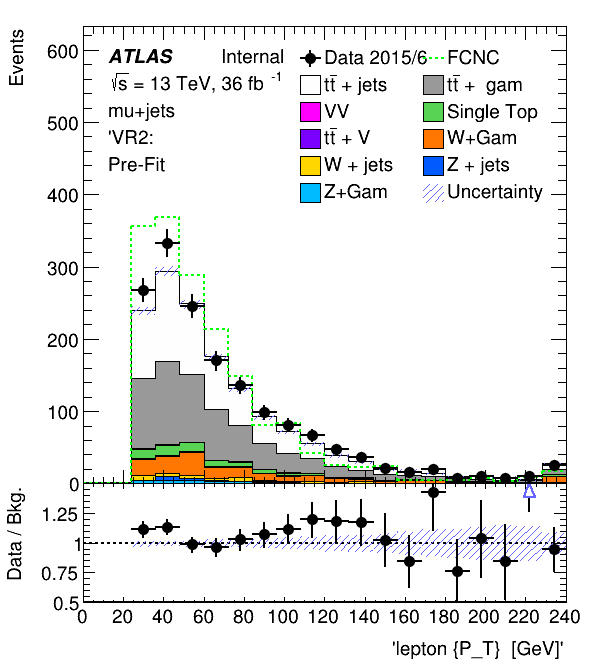 Events
600
500
400
300
200
100
0
ATLAS Internal
√s = 13 TeV, 36 fb -1
mu+jets
'VR2:
Pre-Fit
Data 2015/6 FCNC
tt̄ + jets tt̄ + gam
VV Single Top
tt̄ + V W+Gam
W + jets Z + jets
Z+Gam Uncertainty
Data / Bkg.
1.25
1
0.75
0.5
0 20 40 60 80 100 120 140 160 180 200 220 240
'lepton {P_T} [GeV]'